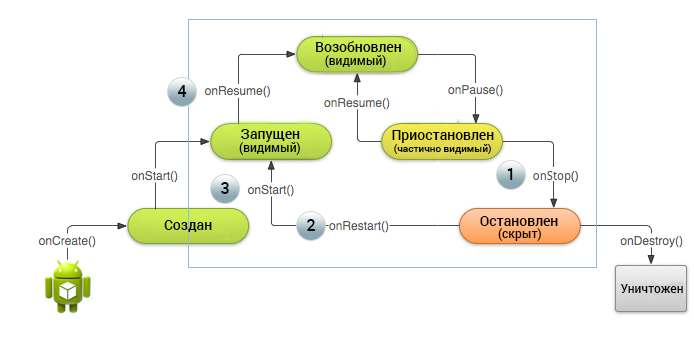 Возобновлен
(видимый)
4
onResume()
onResume()
onPause()
Запущен
(видимый)
Приостановлен
(частично видимый)
onStart()
3
onStart()
1
onStop()
Создан
2
onRestart()
Остановлен
(скрыт)
onCreate()
onDestroy()
Уничтожен